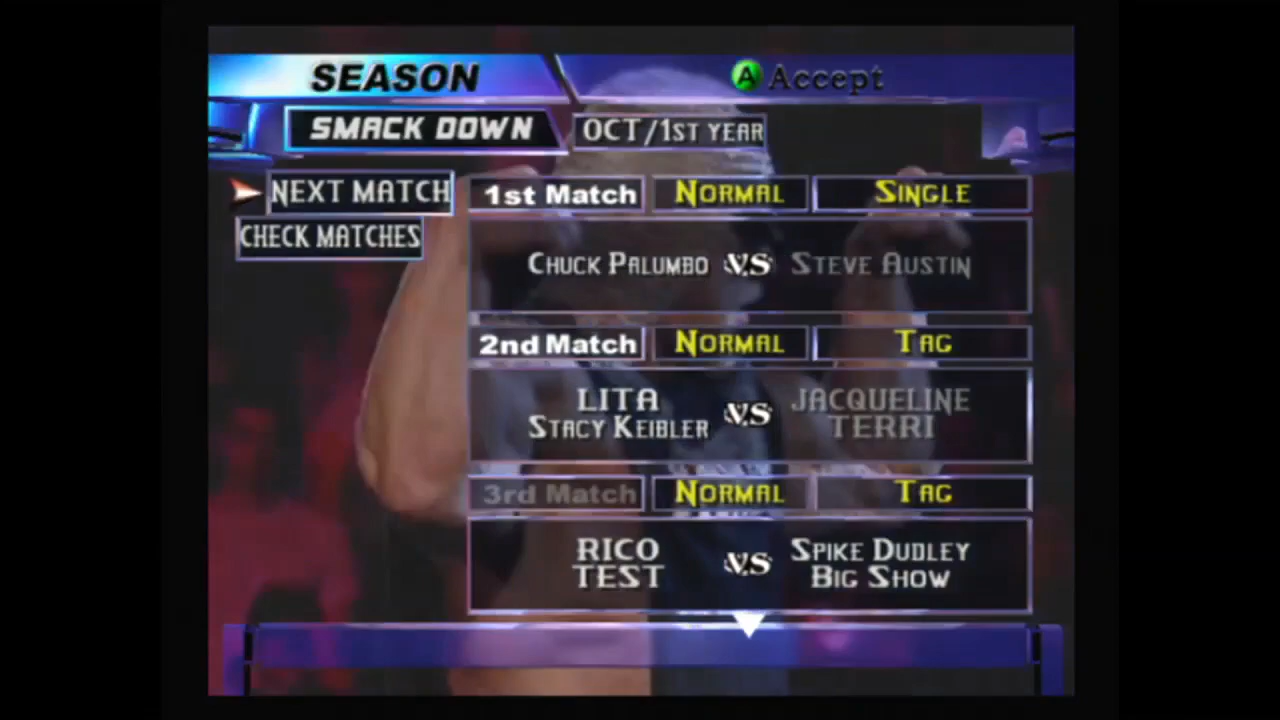 SEASON
A Accept
SMACK DOWN
OCT/1ST YEAR
NEXT MATCH
CHECK MATCHES
1st Match NORMAL SINGLE
CHUCK PALUMBO VS STEVE AUSTIN
2nd Match NORMAL TAG
LITA
STACY KEIBLER
VS
JACQUELINE
TERRI
3rd Match NORMAL TAG
RICO
TEST
VS
SPIKE DUDLEY
BIG SHOW